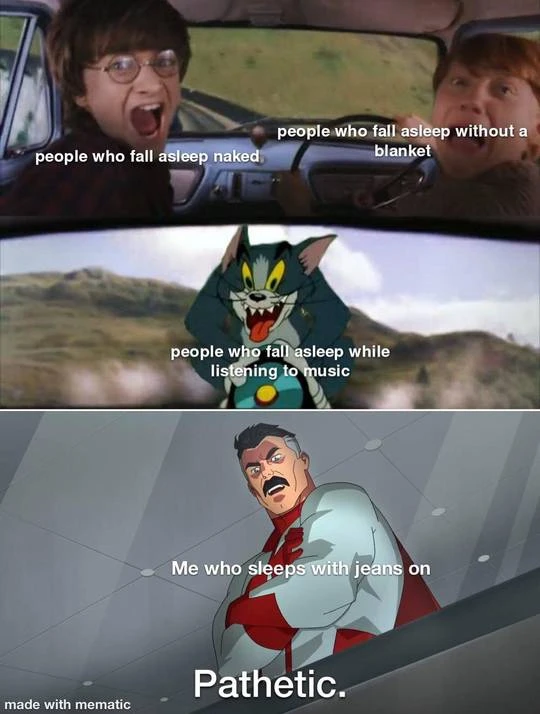 people who fall asleep without a
blanket
people who fall asleep naked
people who fall asleep while
listening to music
Me who sleeps with jeans on
Pathetic.
made with mematic